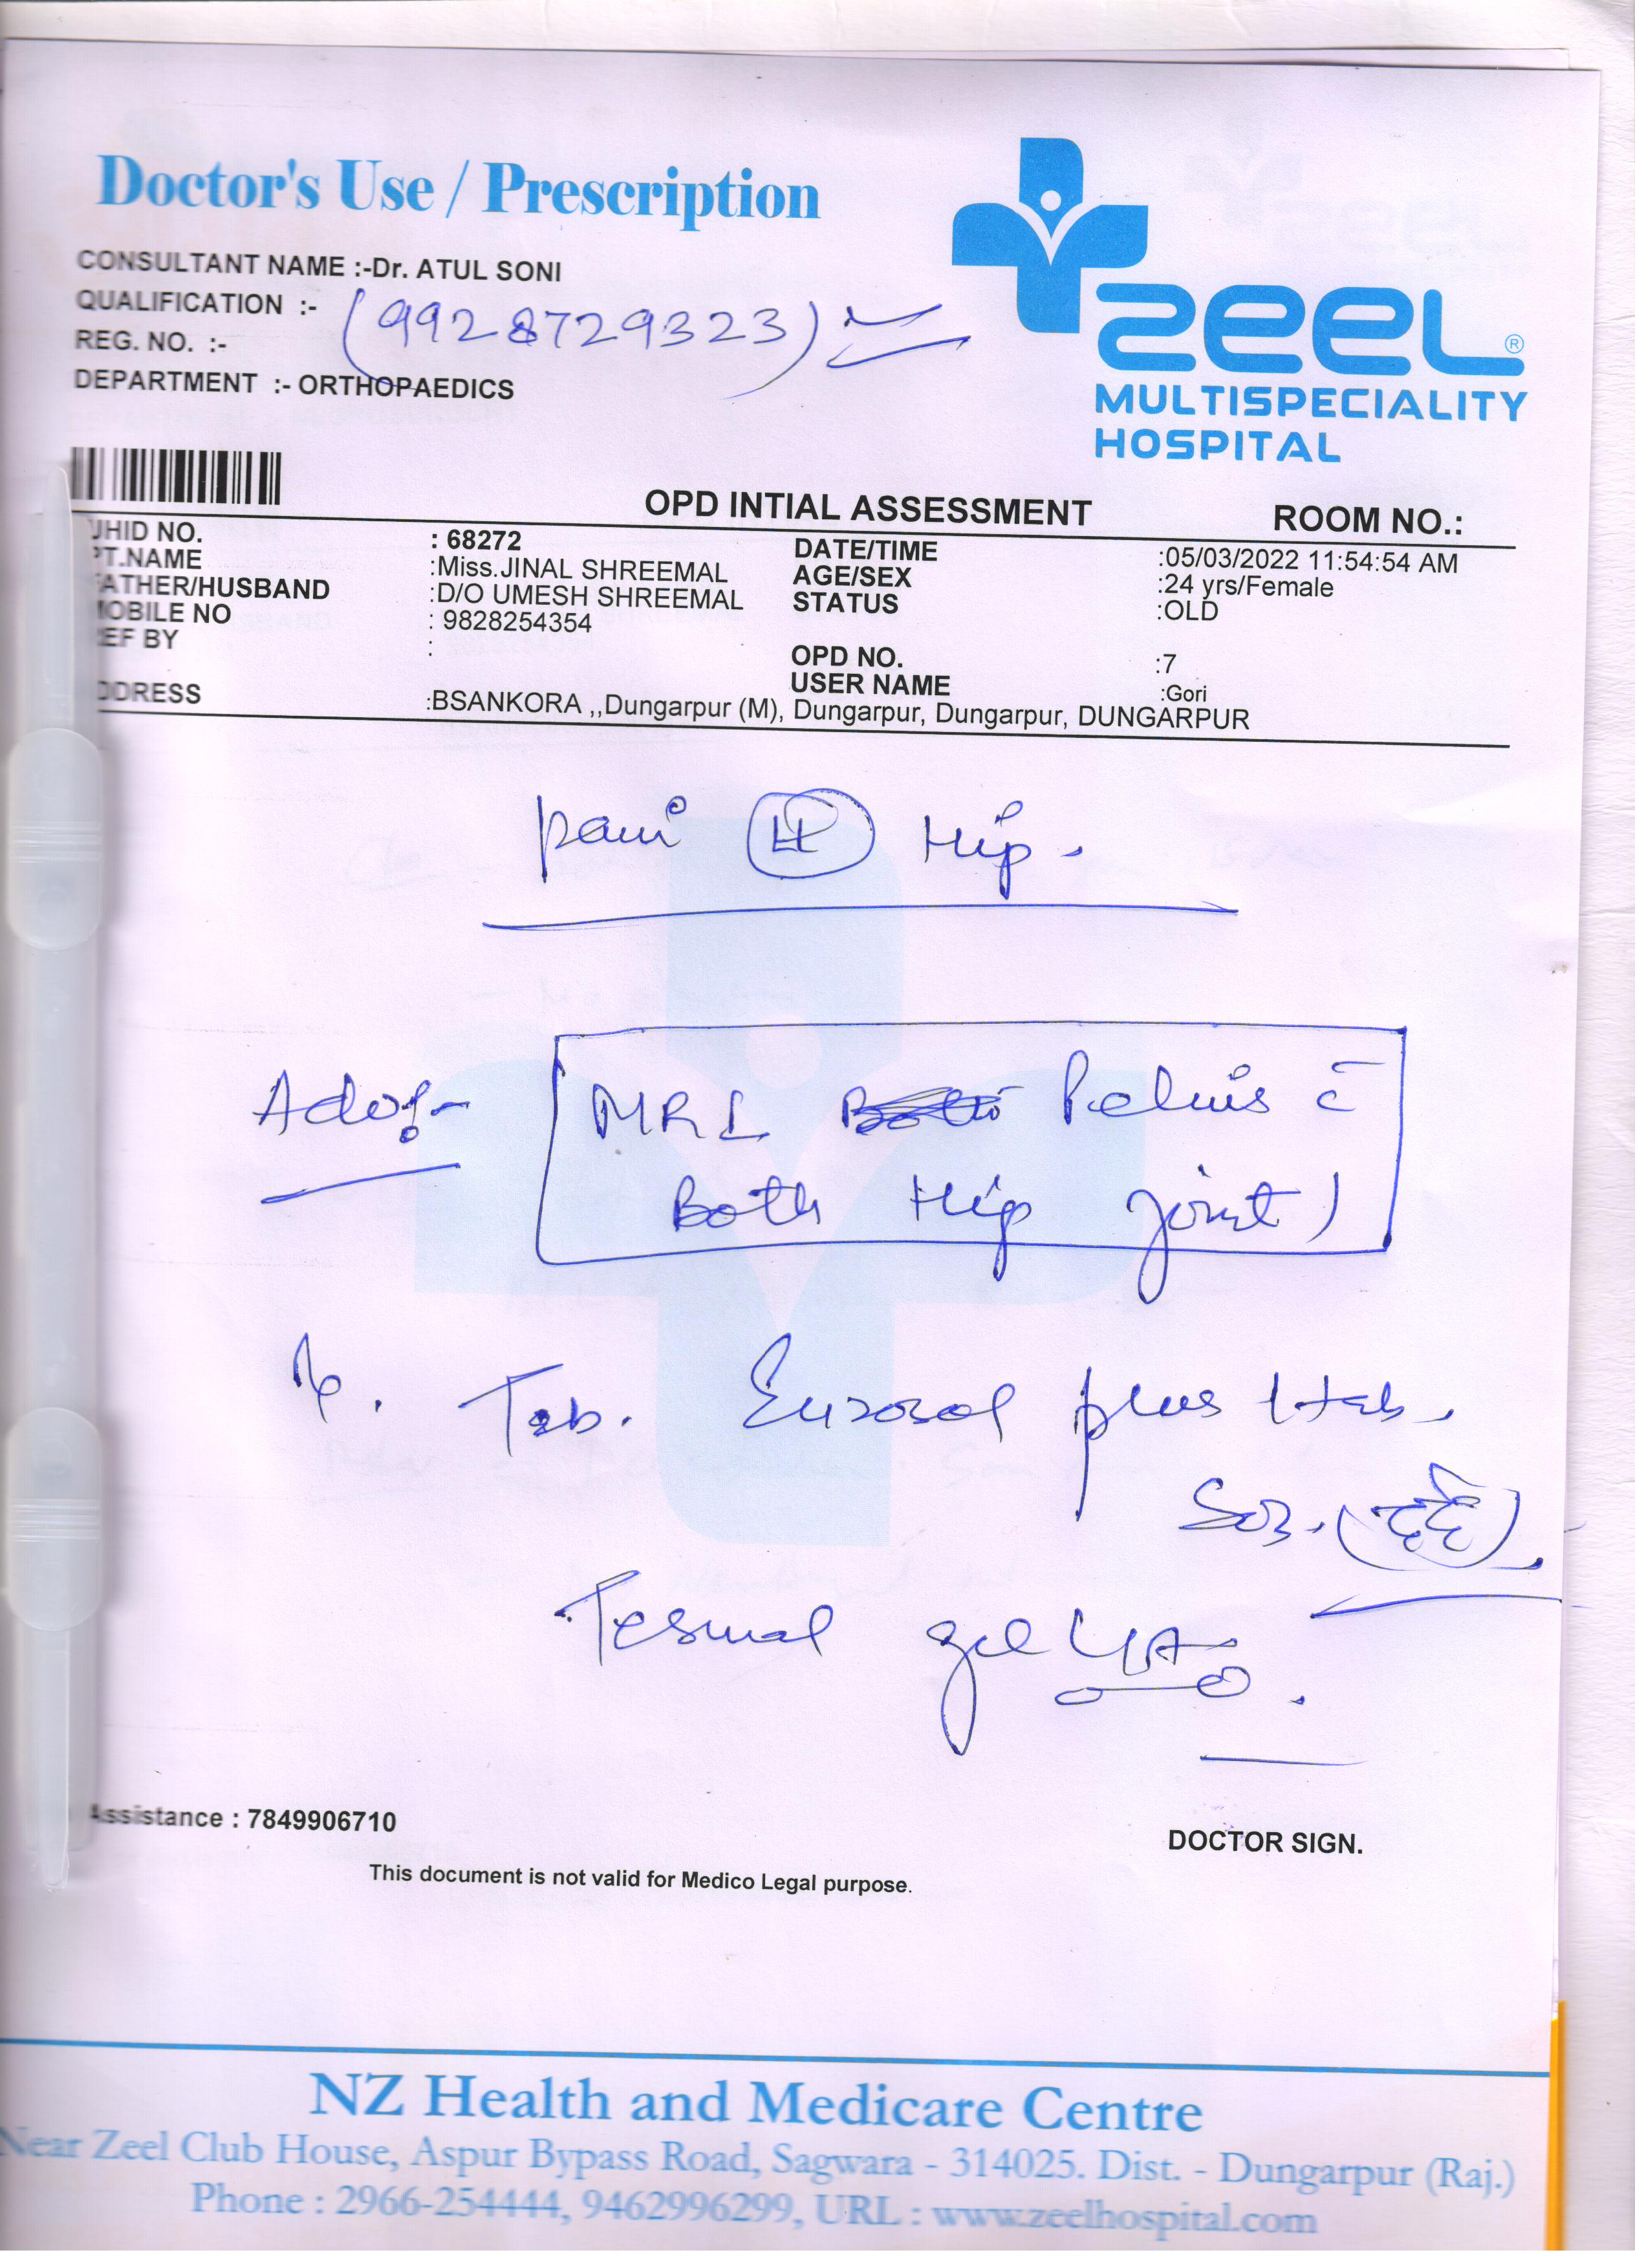 Doctor's Use / Prescription
CONSULTANT NAME :-Dr. ATUL SONI
QUALIFICATION :-
(9928729323)
REG. NO. :-
DEPARTMENT :- ORTHOPAEDICS
zeel ®
MULTISPECIALITY
HOSPITAL
OPD INTIAL ASSESSMENT ROOM NO.:
UHID NO. : 68272 DATE/TIME :05/03/2022 11:54:54 AM
PT.NAME :Miss.JINAL SHREEMAL AGE/SEX :24 yrs/Female
FATHER/HUSBAND :D/O UMESH SHREEMAL STATUS :OLD
MOBILE NO : 9828254354
REF BY : OPD NO. :7
USER NAME :Gori
ADDRESS :BSANKORA ,,Dungarpur (M), Dungarpur, Dungarpur, DUNGARPUR
pain Hip.
Adv:- MRI Pelvis c̄
Both Hip joint)
Tab. plus 1 tab.
SOS. (दर्द)
gel
Assistance : 7849906710
DOCTOR SIGN.
This document is not valid for Medico Legal purpose.
NZ Health and Medicare Centre
Near Zeel Club House, Aspur Bypass Road, Sagwara - 314025. Dist. - Dungarpur (Raj.)
Phone : 2966-254444, 9462996299, URL : www.zeelhospital.com